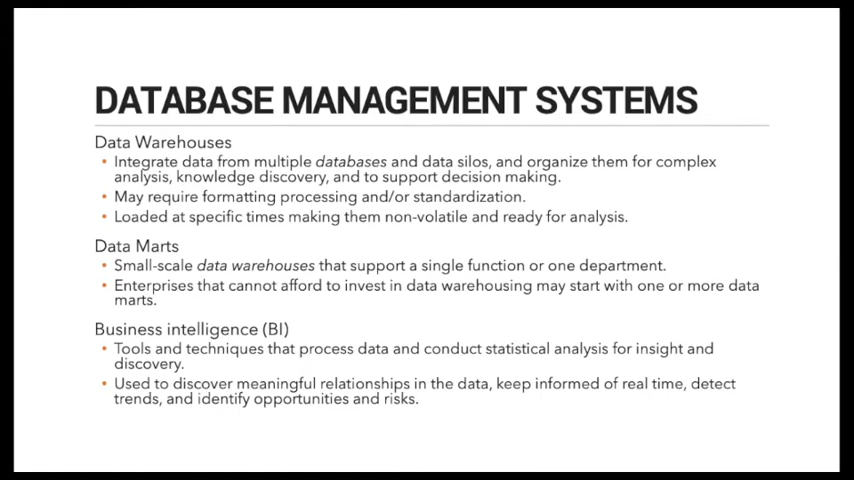 DATABASE MANAGEMENT SYSTEMS
Data Warehouses
• Integrate data from multiple databases and data silos, and organize them for complex
analysis, knowledge discovery, and to support decision making.
• May require formatting processing and/or standardization.
• Loaded at specific times making them non-volatile and ready for analysis.
Data Marts
• Small-scale data warehouses that support a single function or one department.
• Enterprises that cannot afford to invest in data warehousing may start with one or more data
marts.
Business intelligence (BI)
• Tools and techniques that process data and conduct statistical analysis for insight and
discovery.
• Used to discover meaningful relationships in the data, keep informed of real time, detect
trends, and identify opportunities and risks.